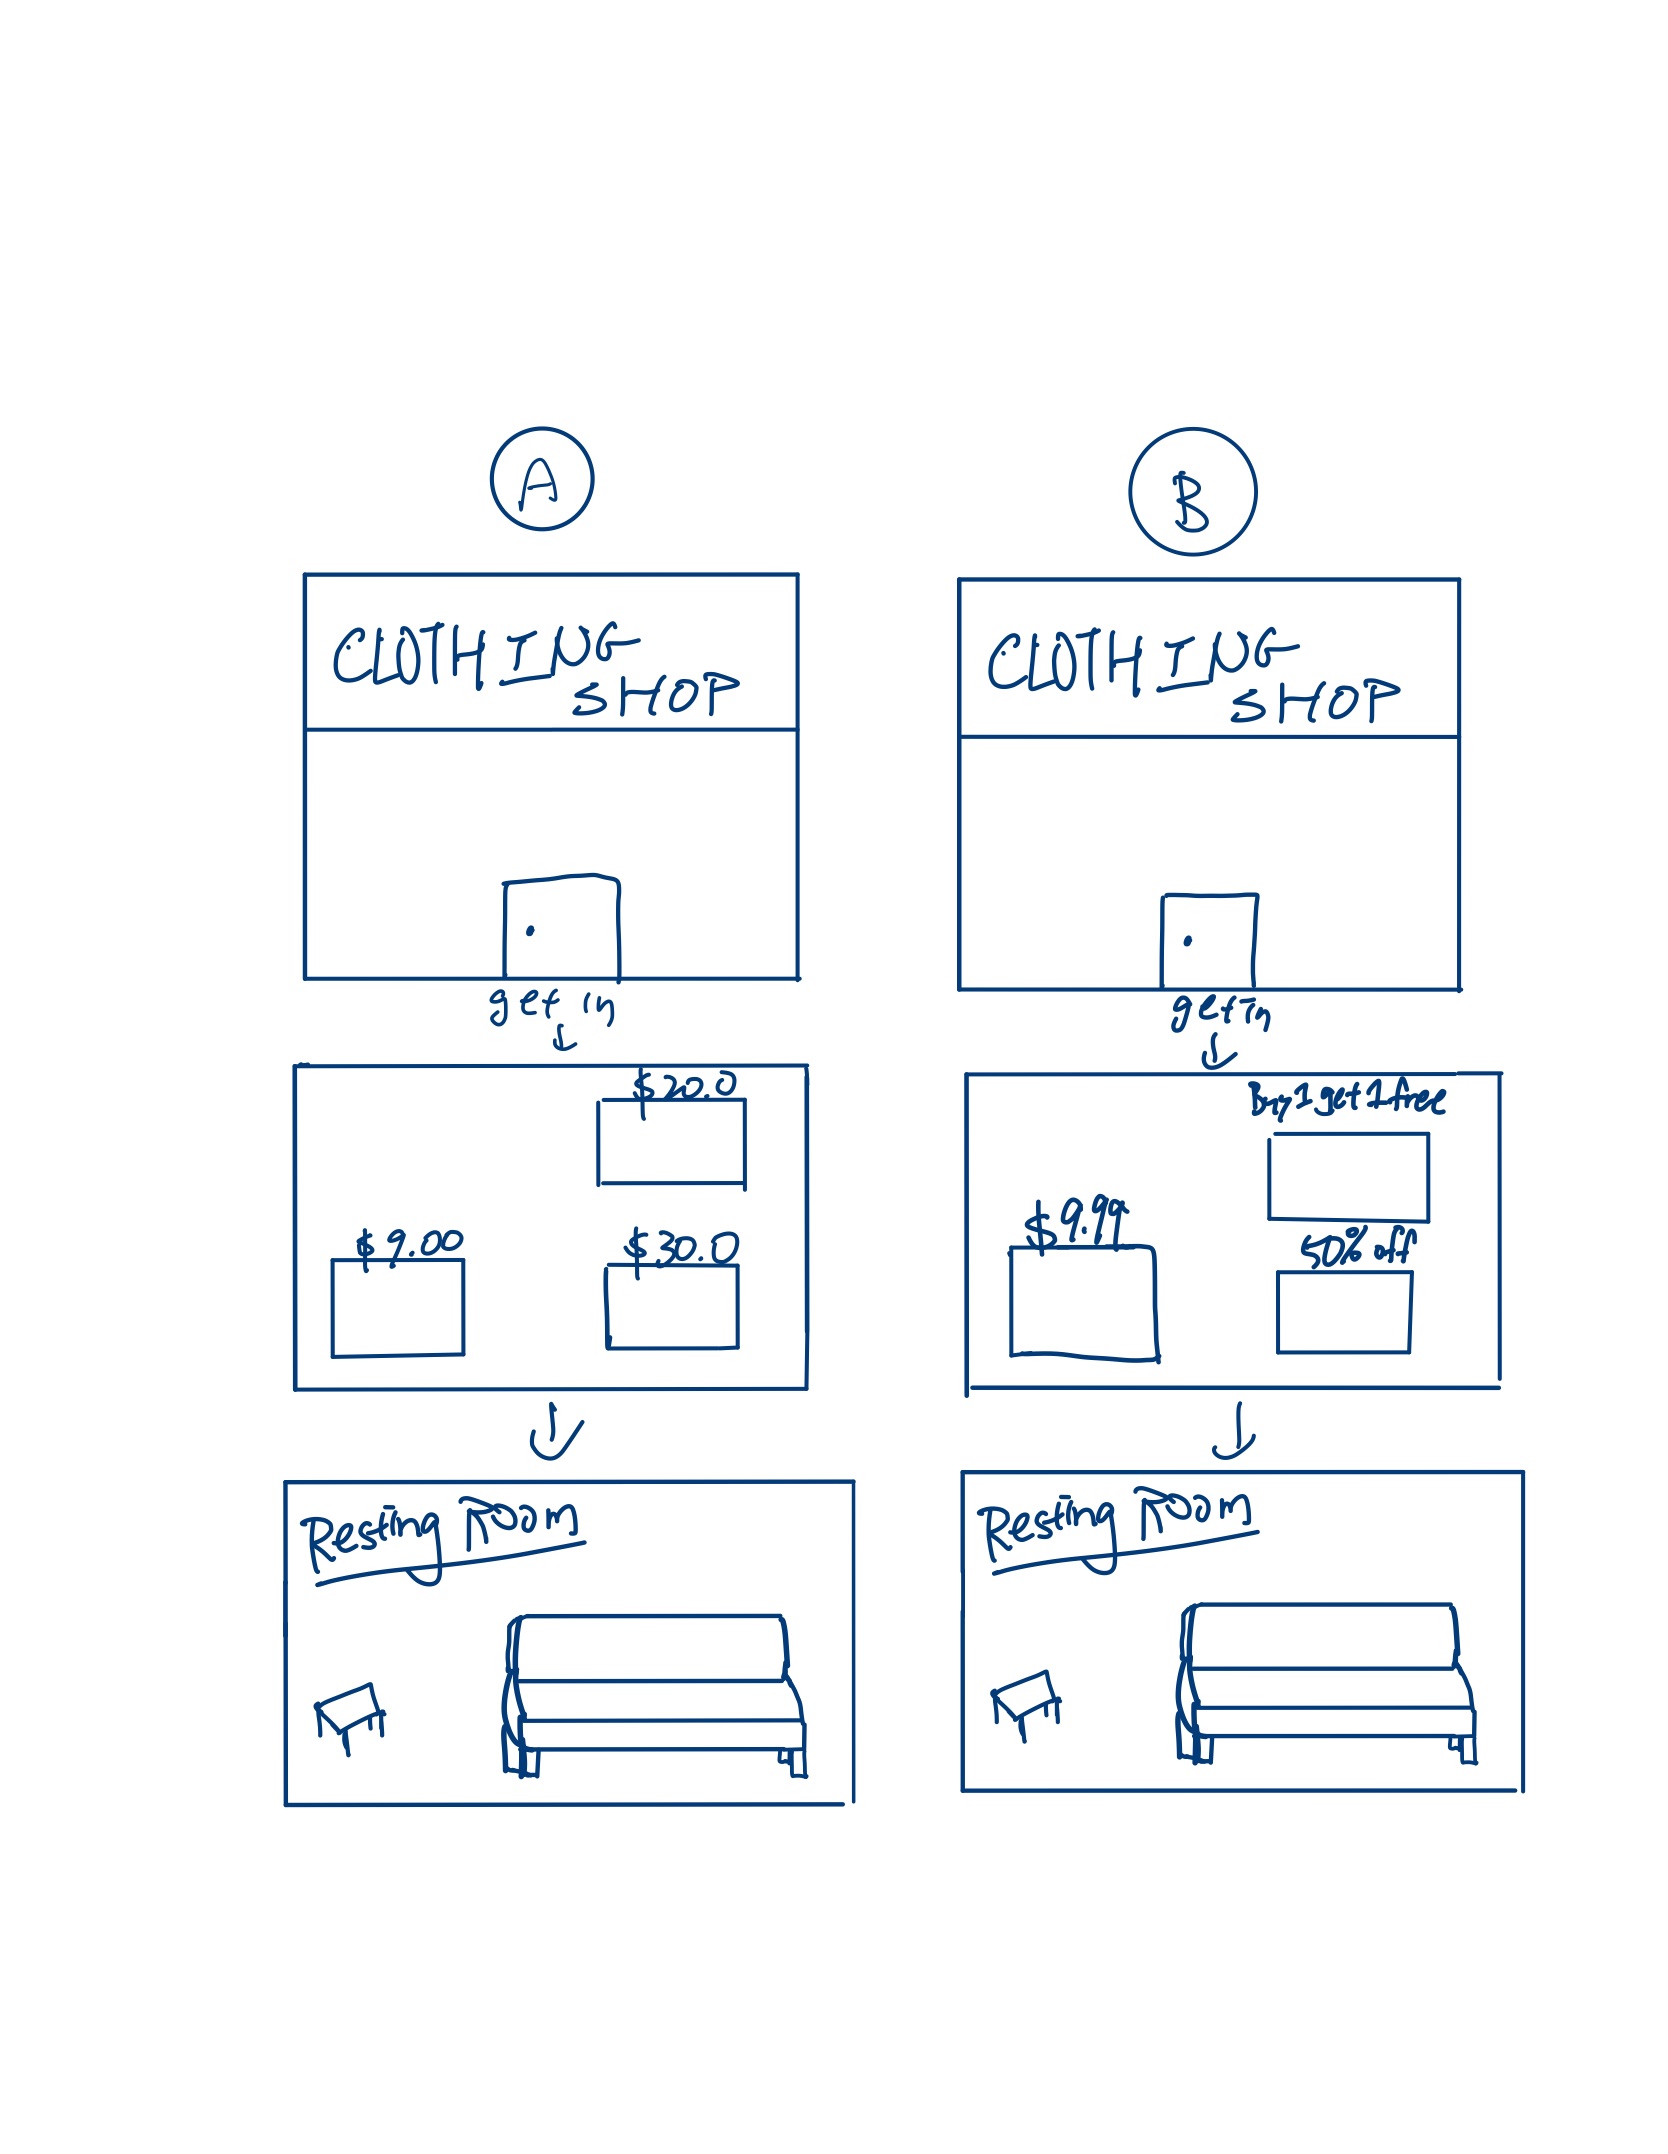 A
CLOTHING
SHOP
get in
$20.0
$9.00
$30.0
Resting Room
B
CLOTHING
SHOP
get in
Buy 1 get 1 free
$9.99
50% off
Resting Room